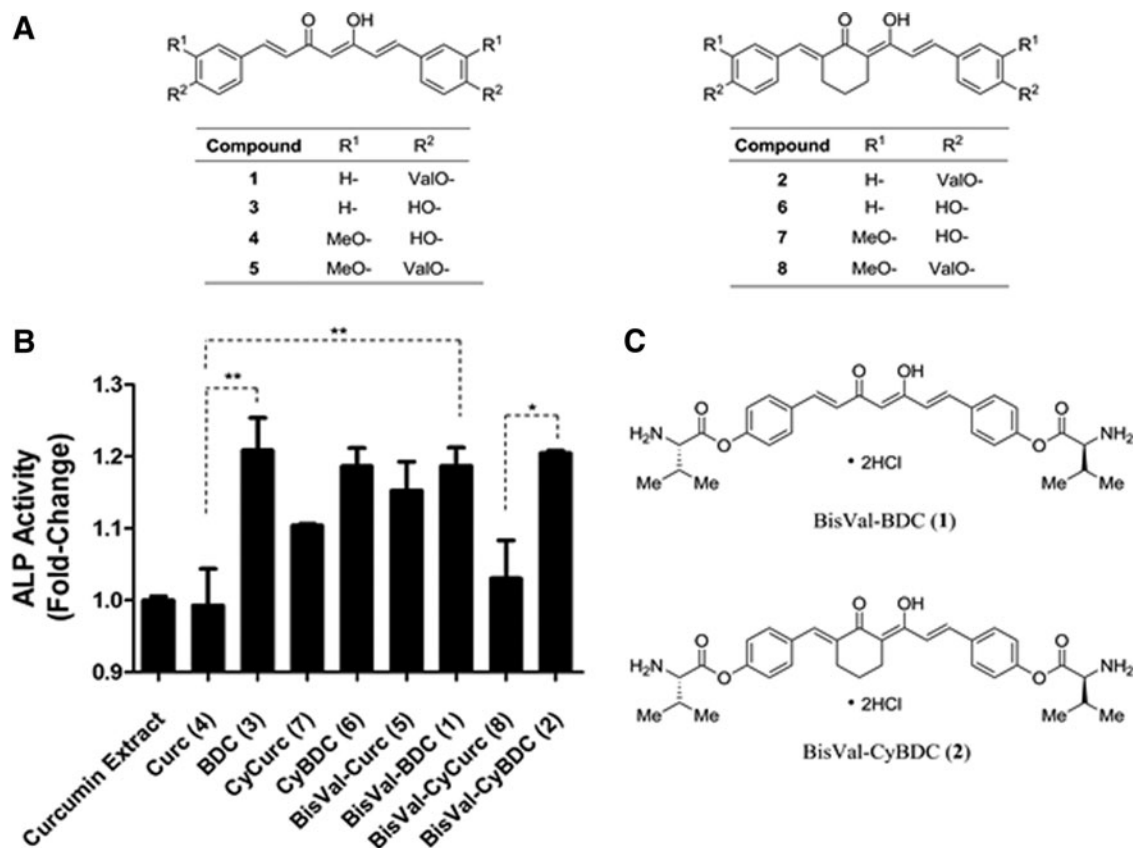 A
O OH
R¹ R¹
R² R²
Compound R¹ R²
1 H- ValO-
3 H- HO-
4 MeO- HO-
5 MeO- ValO-
O OH
R¹ R¹
R² R²
Compound R¹ R²
2 H- ValO-
6 H- HO-
7 MeO- HO-
8 MeO- ValO-
B
ALP Activity
(Fold-Change)
1.3
1.2
1.1
1.0
0.9
**
**
*
Curcumin Extract
Curc (4)
BDC (3)
CyCurc (7)
CyBDC (6)
BisVal-Curc (5)
BisVal-BDC (1)
BisVal-CyCurc (8)
BisVal-CyBDC (2)
C
O OH
H₂N O O NH₂
O O
Me Me • 2HCl Me Me
BisVal-BDC (1)
O OH
H₂N O O NH₂
O O
Me Me • 2HCl Me Me
BisVal-CyBDC (2)